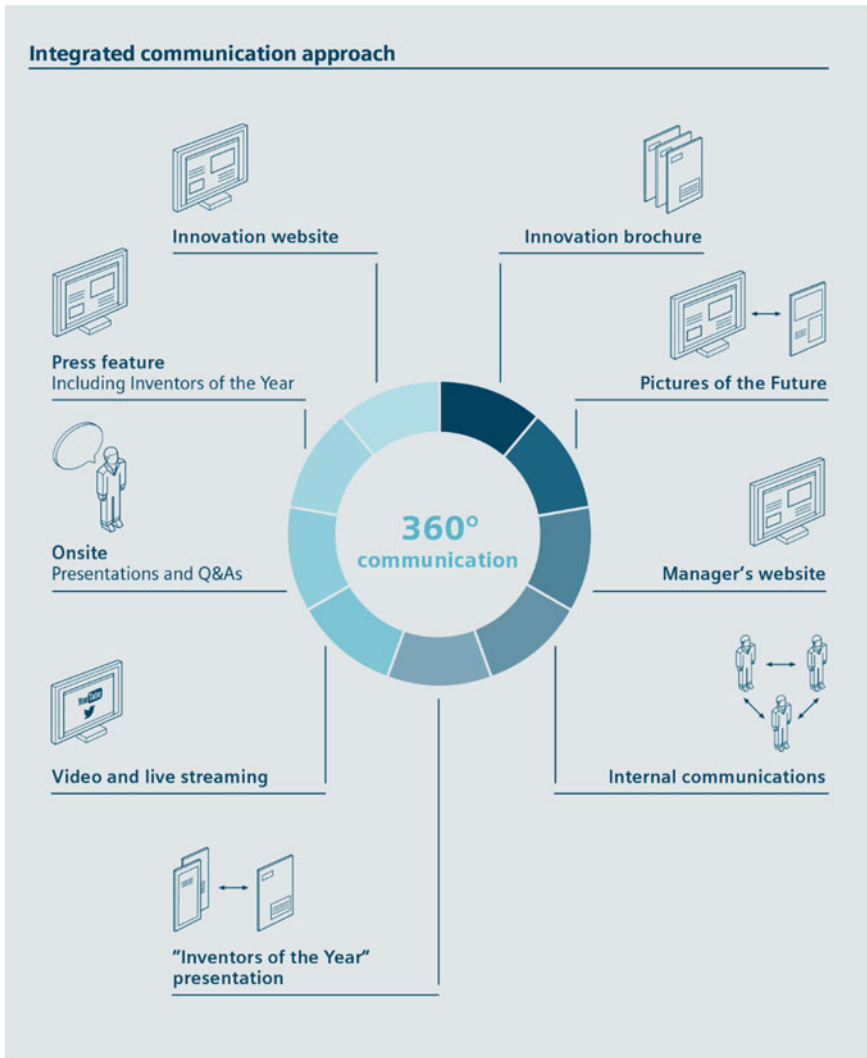 Integrated communication approach
Innovation website
Innovation brochure
Press feature
Including Inventors of the Year
Pictures of the Future
Onsite
Presentations and Q&As
360°
communication
Manager's website
YouTube
Video and live streaming
Internal communications
"Inventors of the Year"
presentation